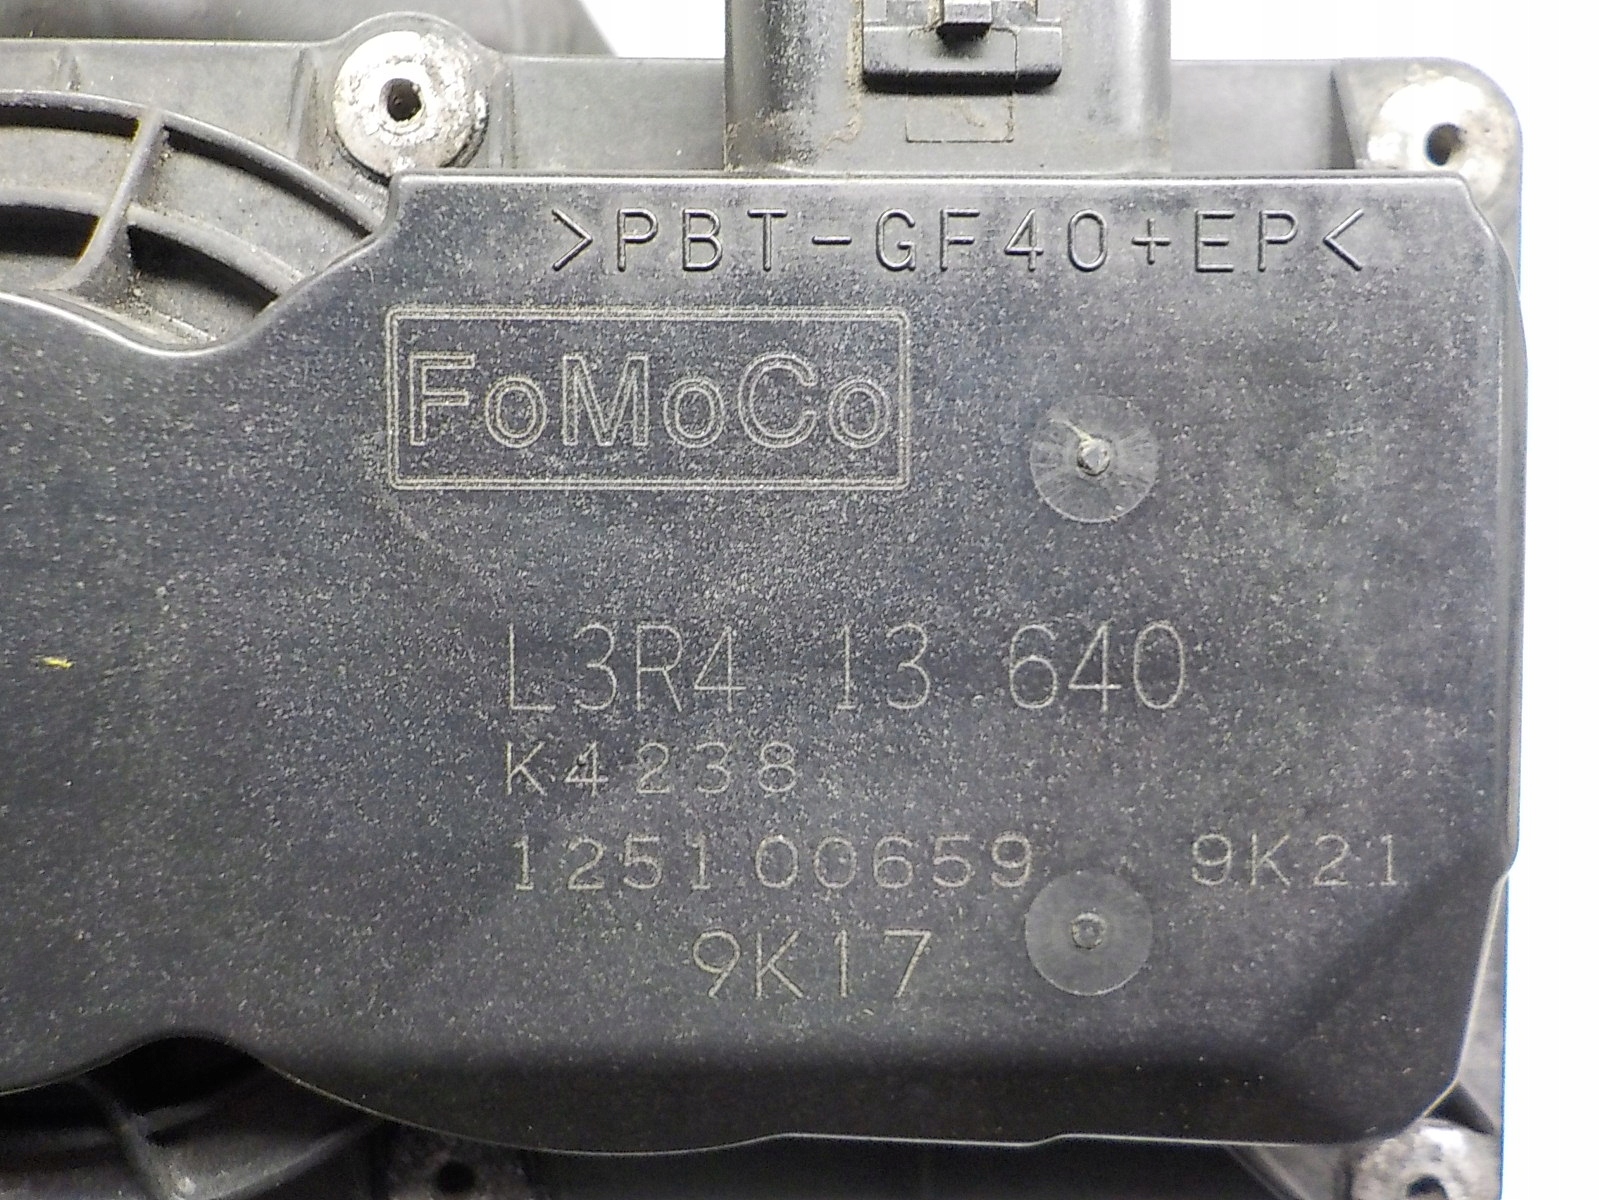 >PBT-GF40+EP<
FoMoCo
L3R4 13 640
K4238
125100659 9K21
9K17